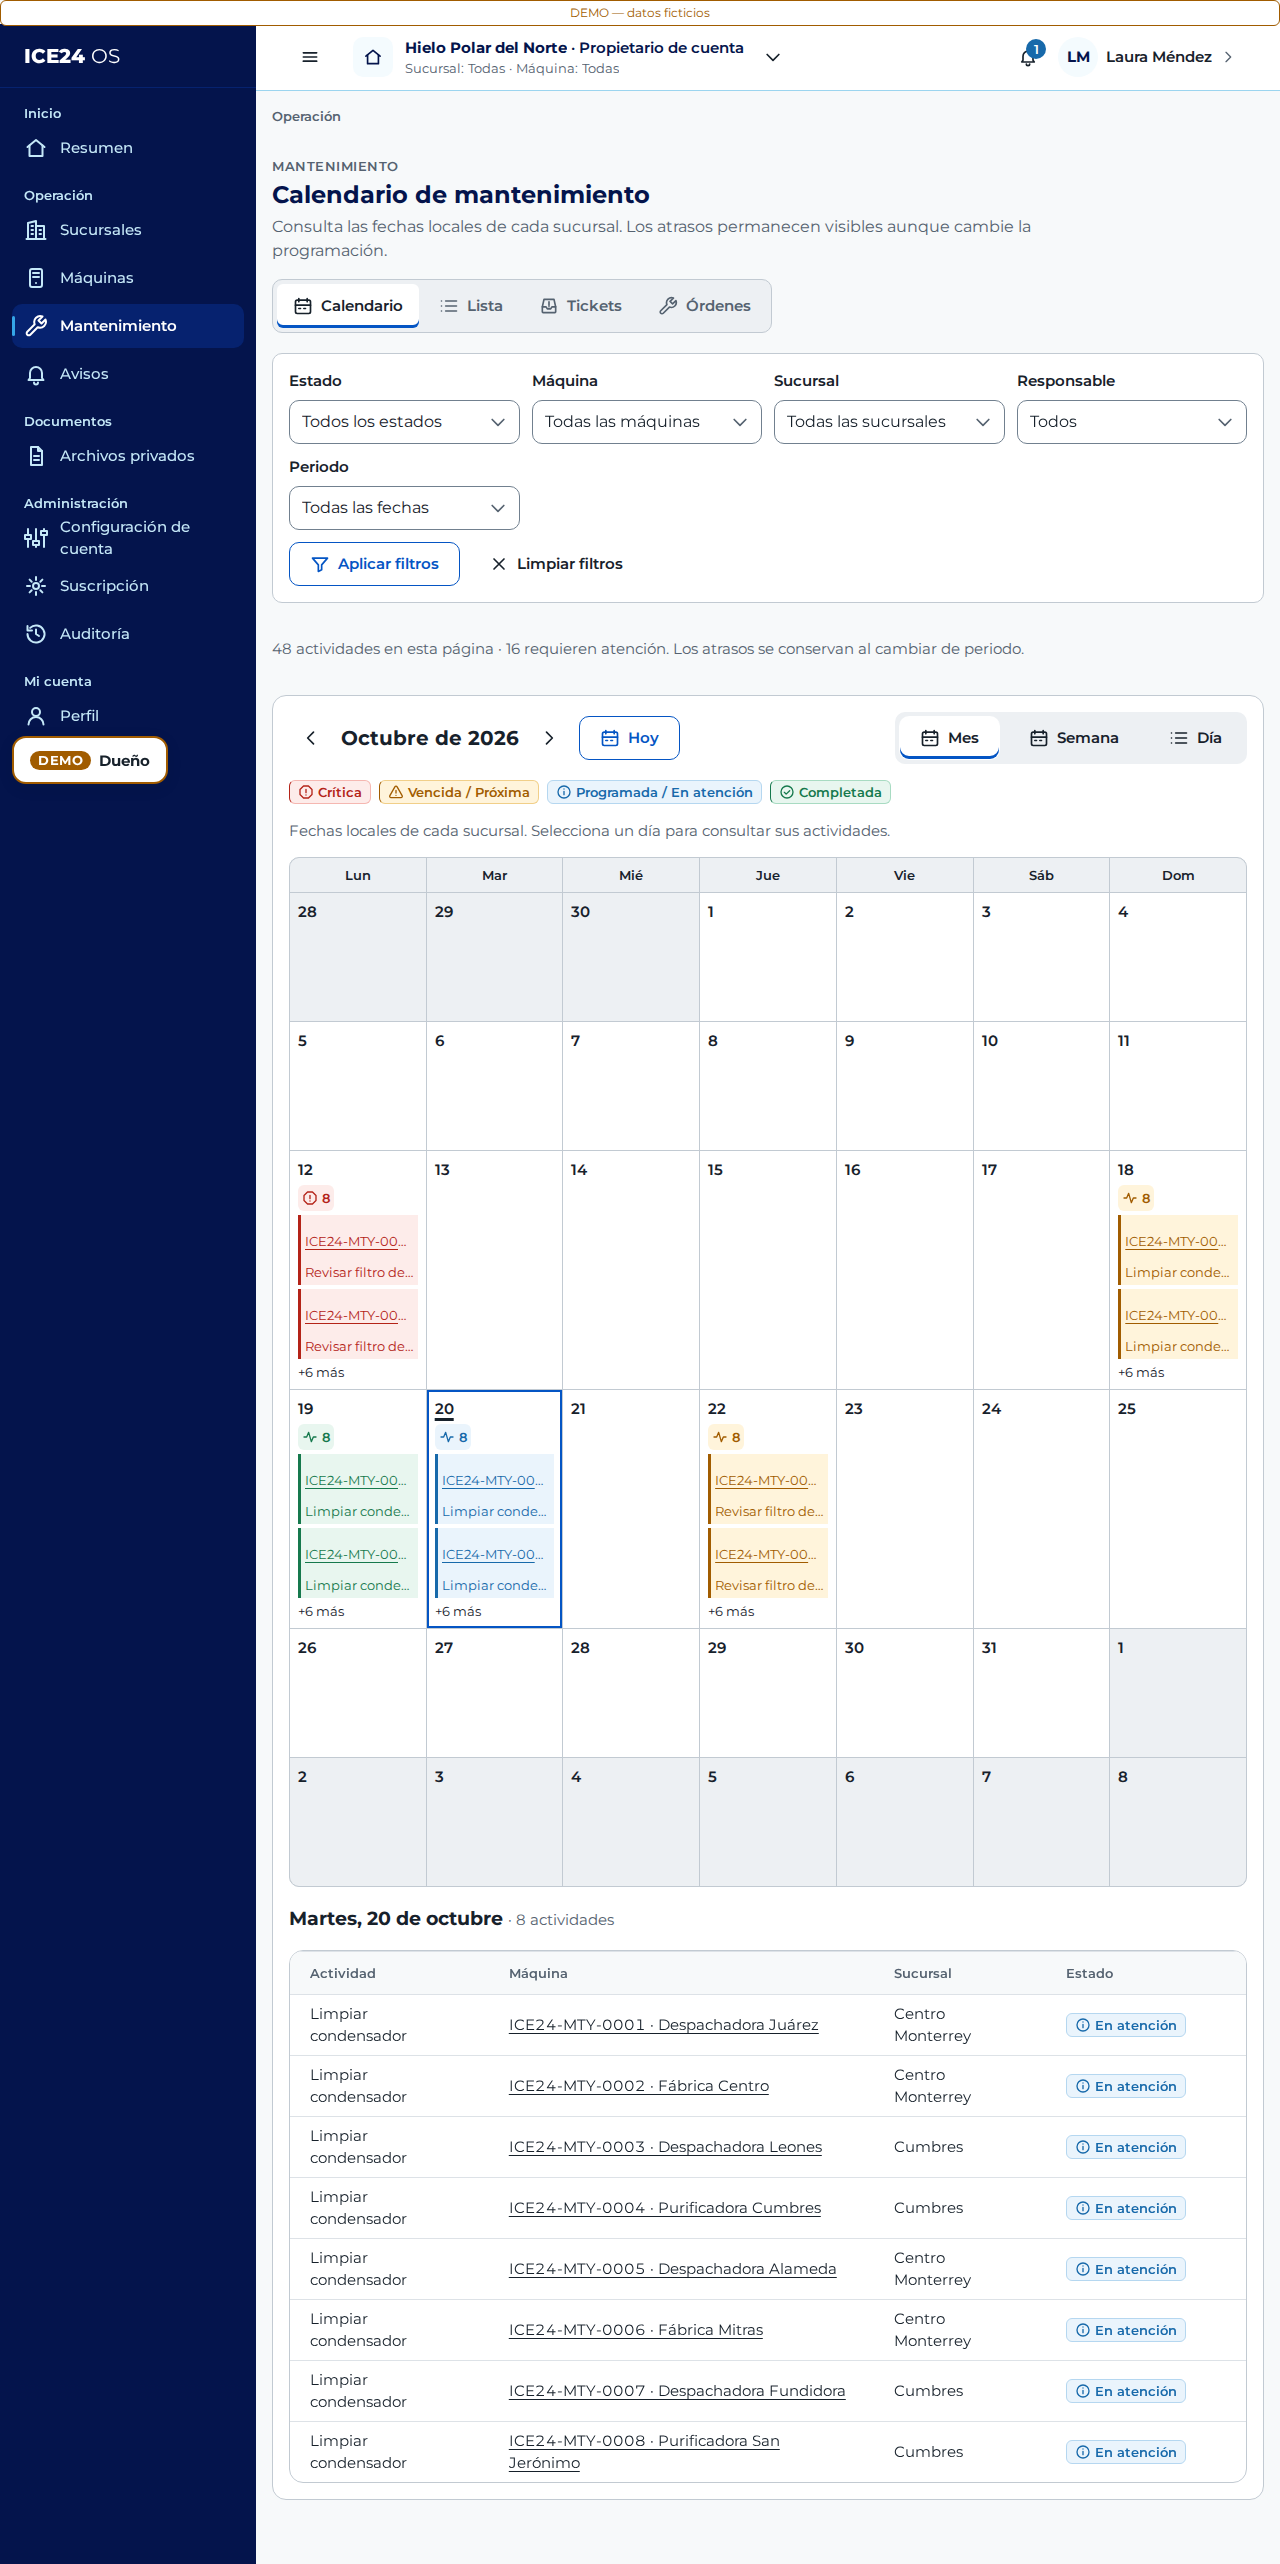 DEMO — datos ficticios
ICE24 OS
Inicio
Resumen
Operación
Sucursales
Máquinas
Mantenimiento
Avisos
Documentos
Archivos privados
Administración
Configuración de
cuenta
Suscripción
Auditoría
Mi cuenta
Perfil
DEMO Dueño
Hielo Polar del Norte · Propietario de cuenta
Sucursal: Todas · Máquina: Todas
1
LM Laura Méndez
Operación
MANTENIMIENTO
Calendario de mantenimiento
Consulta las fechas locales de cada sucursal. Los atrasos permanecen visibles aunque cambie la
programación.
Calendario Lista Tickets Órdenes
Estado Máquina Sucursal Responsable
Todos los estados Todas las máquinas Todas las sucursales Todos
Periodo
Todas las fechas
Aplicar filtros Limpiar filtros
48 actividades en esta página · 16 requieren atención. Los atrasos se conservan al cambiar de periodo.
Octubre de 2026 Hoy Mes Semana Día
Crítica Vencida / Próxima Programada / En atención Completada
Fechas locales de cada sucursal. Selecciona un día para consultar sus actividades.
Lun Mar Mié Jue Vie Sáb Dom
28 29 30 1 2 3 4
5 6 7 8 9 10 11
12 13 14 15 16 17 18
8 8
ICE24-MTY-00... ICE24-MTY-00...
Revisar filtro de... Limpiar conde...
ICE24-MTY-00... ICE24-MTY-00...
Revisar filtro de... Limpiar conde...
+6 más +6 más
19 20 21 22 23 24 25
8 8 8
ICE24-MTY-00... ICE24-MTY-00... ICE24-MTY-00...
Limpiar conde... Limpiar conde... Revisar filtro de...
ICE24-MTY-00... ICE24-MTY-00... ICE24-MTY-00...
Limpiar conde... Limpiar conde... Revisar filtro de...
+6 más +6 más +6 más
26 27 28 29 30 31 1
2 3 4 5 6 7 8
Martes, 20 de octubre · 8 actividades
Actividad Máquina Sucursal Estado
Limpiar
condensador
ICE24-MTY-0001 · Despachadora Juárez
Centro
Monterrey
En atención
Limpiar
condensador
ICE24-MTY-0002 · Fábrica Centro
Centro
Monterrey
En atención
Limpiar
condensador
ICE24-MTY-0003 · Despachadora Leones
Cumbres
En atención
Limpiar
condensador
ICE24-MTY-0004 · Purificadora Cumbres
Cumbres
En atención
Limpiar
condensador
ICE24-MTY-0005 · Despachadora Alameda
Centro
Monterrey
En atención
Limpiar
condensador
ICE24-MTY-0006 · Fábrica Mitras
Centro
Monterrey
En atención
Limpiar
condensador
ICE24-MTY-0007 · Despachadora Fundidora
Cumbres
En atención
Limpiar
condensador
ICE24-MTY-0008 · Purificadora San
Jerónimo
Cumbres
En atención